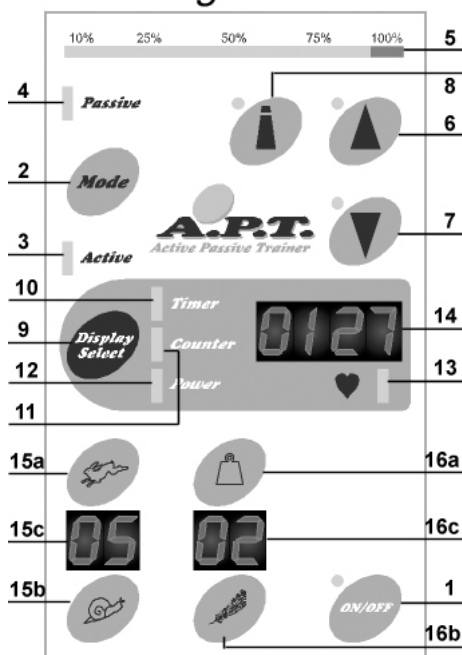 10% 25% 50% 75% 100% 5
8
4 Passive
6
2 Mode
A.P.T.
7
Active Passive Trainer
3 Active
10 Timer
9 Display Select Counter 0127 14
12 Power
13
11
15a 16a
15c 05 02 16c
15b ON/OFF 1
16b